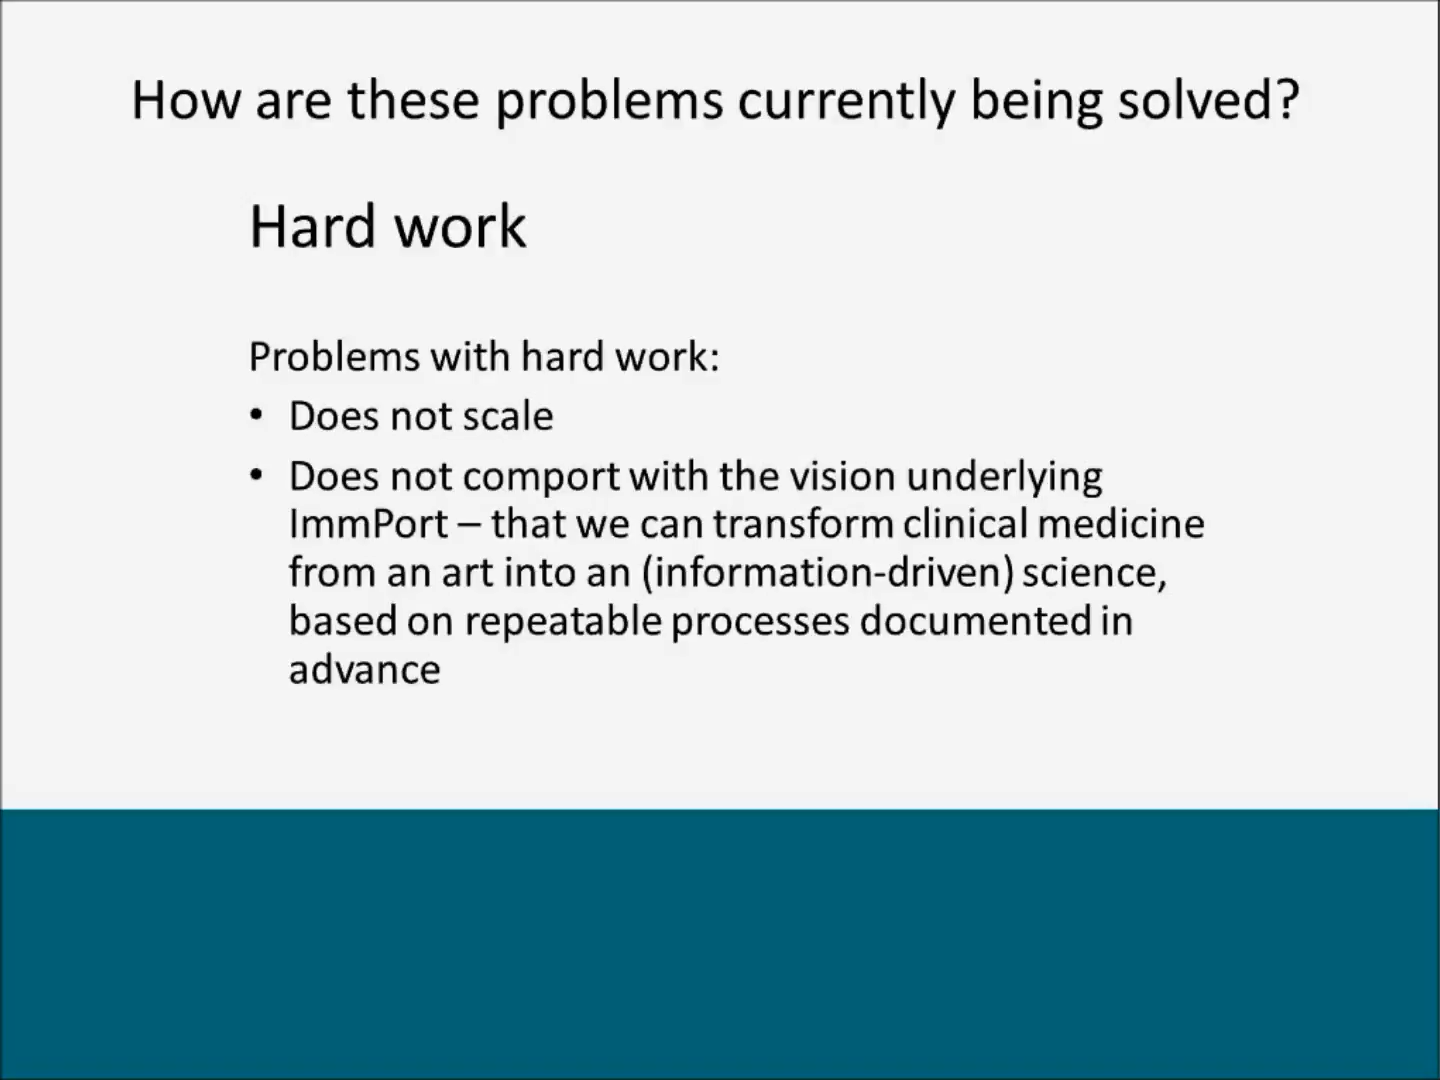 How are these problems currently being solved?
Hard work
Problems with hard work:
• Does not scale
• Does not comport with the vision underlying
ImmPort – that we can transform clinical medicine
from an art into an (information-driven) science,
based on repeatable processes documented in
advance